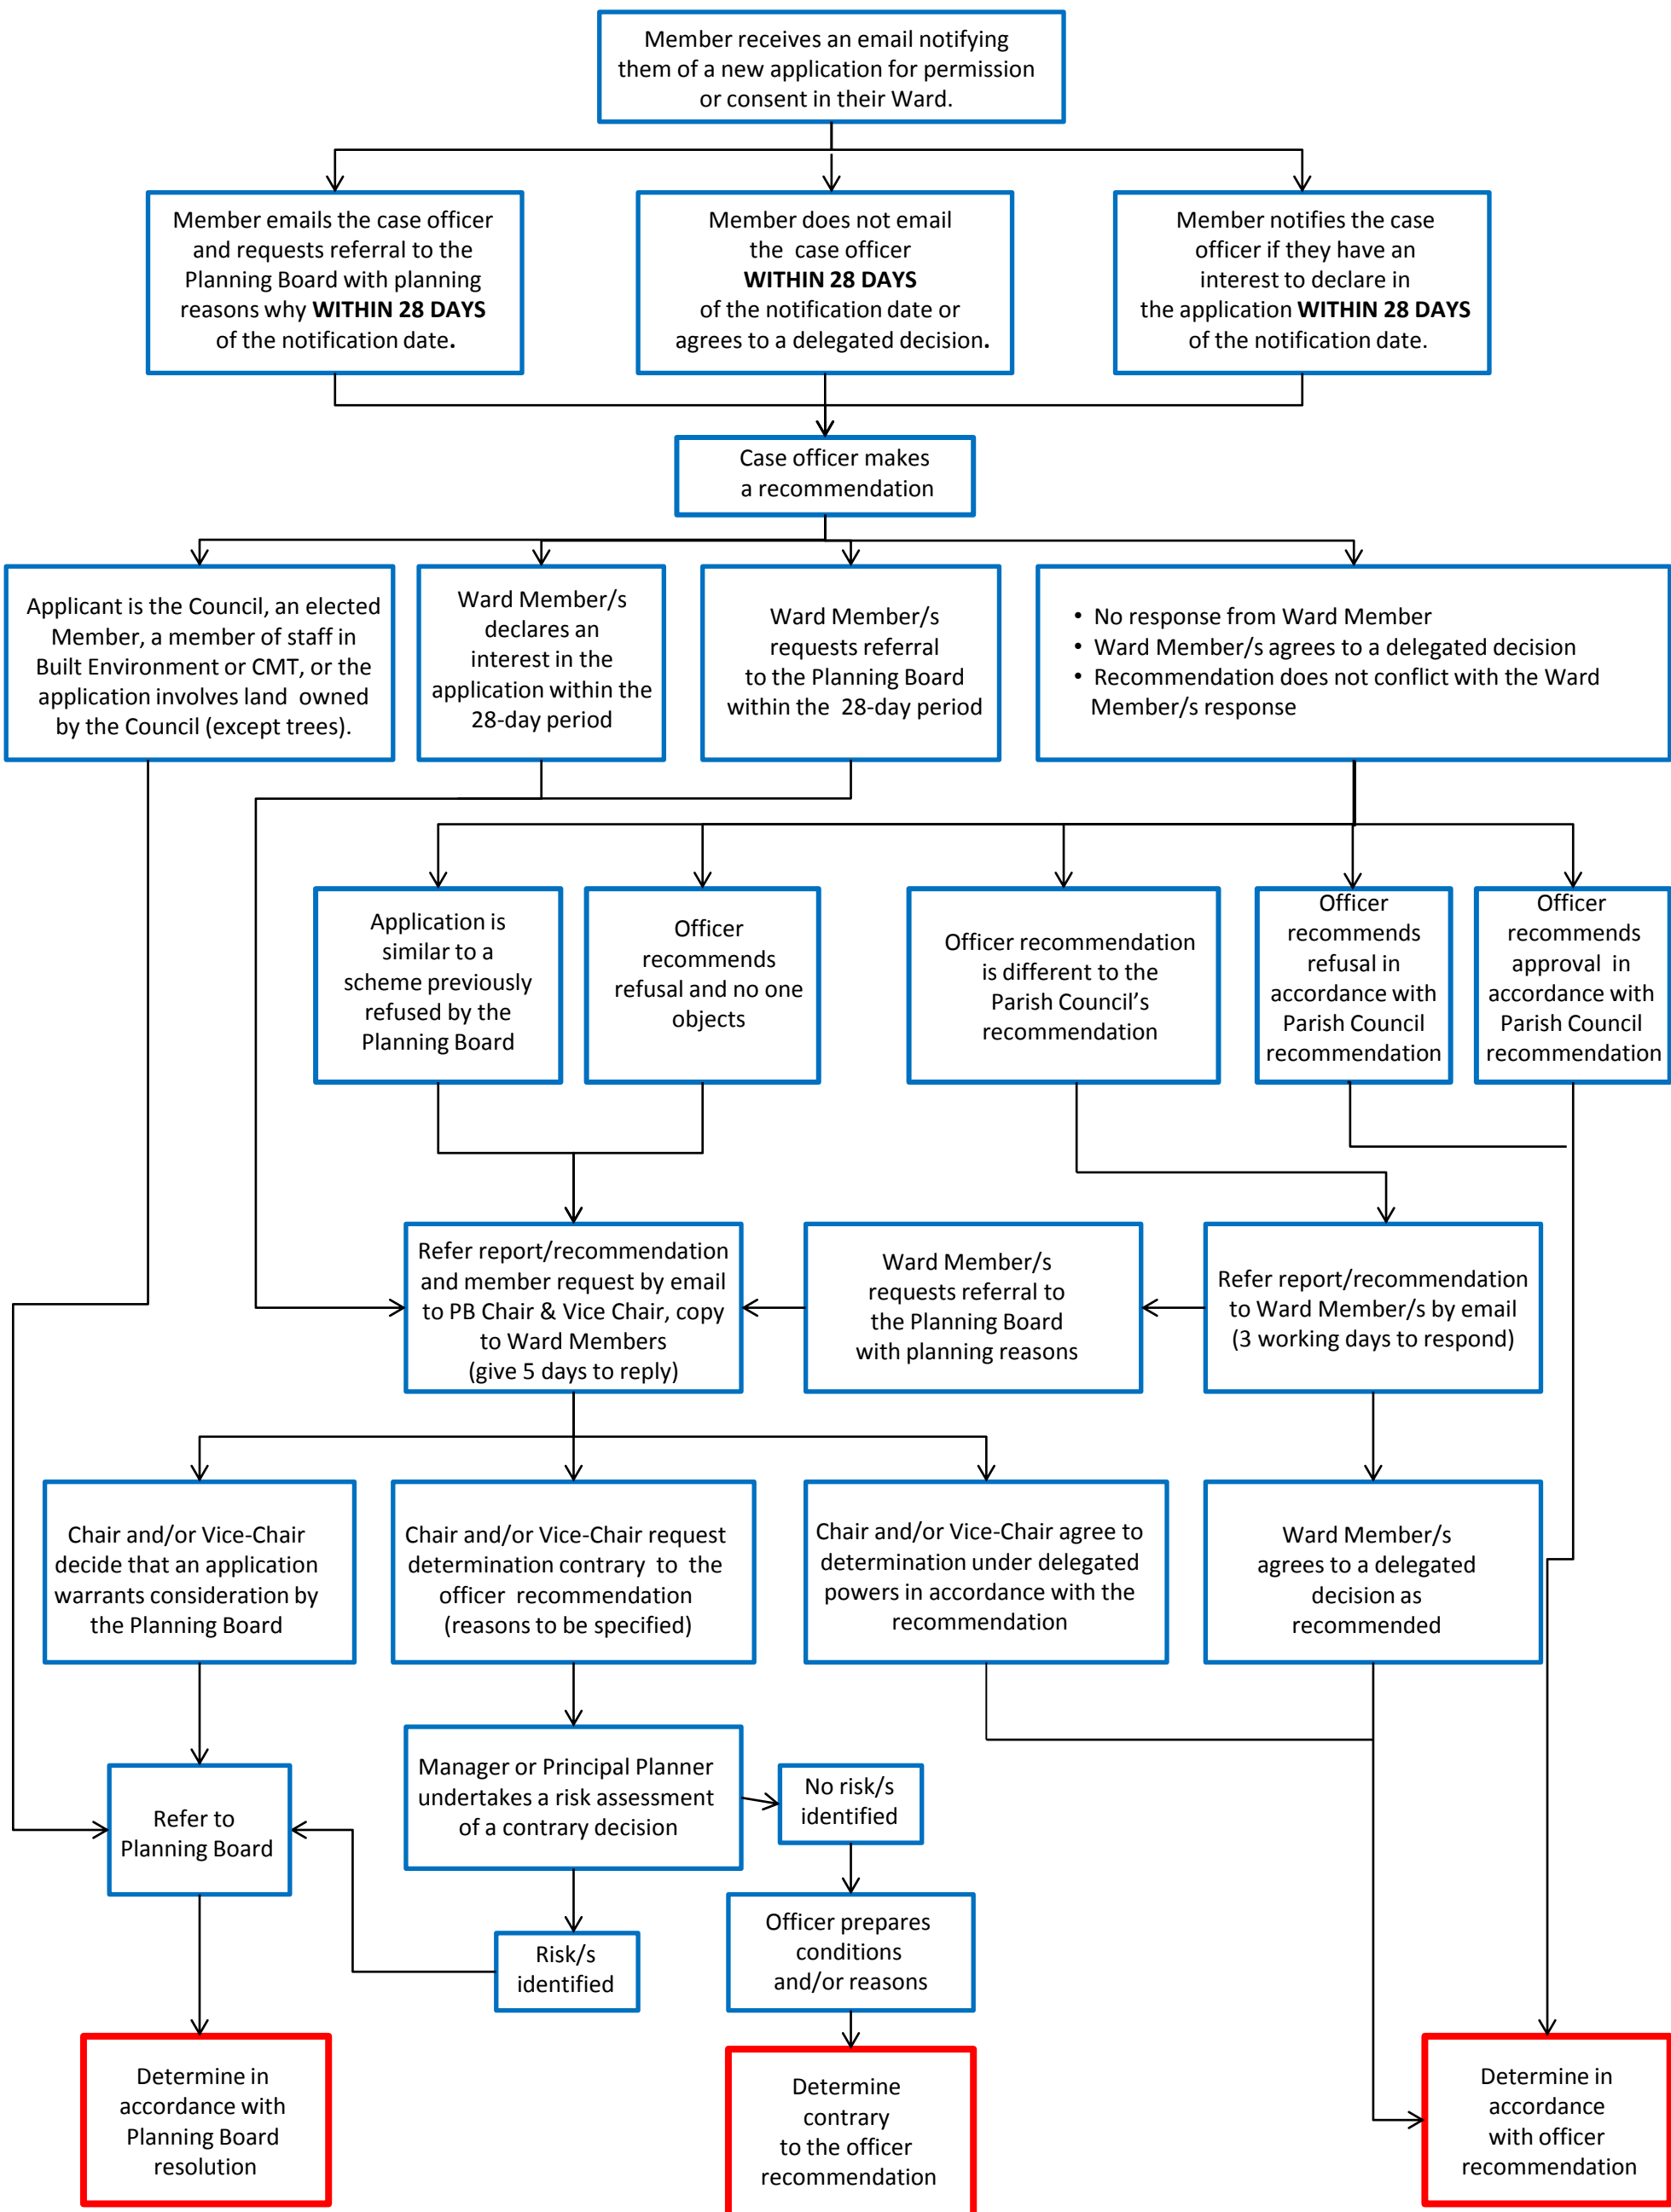 Member receives an email notifying
them of a new application for permission
or consent in their Ward.
Member emails the case officer
and requests referral to the
Planning Board with planning
reasons why WITHIN 28 DAYS
of the notification date.
Member does not email
the case officer
WITHIN 28 DAYS
of the notification date or
agrees to a delegated decision.
Member notifies the case
officer if they have an
interest to declare in
the application WITHIN 28 DAYS
of the notification date.
Case officer makes
a recommendation
Applicant is the Council, an elected
Member, a member of staff in
Built Environment or CMT, or the
application involves land owned
by the Council (except trees).
Ward Member/s
declares an
interest in the
application within the
28-day period
Ward Member/s
requests referral
to the Planning Board
within the 28-day period
• No response from Ward Member
• Ward Member/s agrees to a delegated decision
• Recommendation does not conflict with the Ward
Member/s response
Application is
similar to a
scheme previously
refused by the
Planning Board
Officer
recommends
refusal and no one
objects
Officer recommendation
is different to the
Parish Council’s
recommendation
Officer
recommends
refusal in
accordance with
Parish Council
recommendation
Officer
recommends
approval in
accordance with
Parish Council
recommendation
Refer report/recommendation
and member request by email
to PB Chair & Vice Chair, copy
to Ward Members
(give 5 days to reply)
Ward Member/s
requests referral to
the Planning Board
with planning reasons
Refer report/recommendation
to Ward Member/s by email
(3 working days to respond)
Chair and/or Vice-Chair
decide that an application
warrants consideration by
the Planning Board
Chair and/or Vice-Chair request
determination contrary to the
officer recommendation
(reasons to be specified)
Chair and/or Vice-Chair agree to
determination under delegated
powers in accordance with the
recommendation
Ward Member/s
agrees to a delegated
decision as
recommended
Refer to
Planning Board
Manager or Principal Planner
undertakes a risk assessment
of a contrary decision
No risk/s
identified
Risk/s
identified
Officer prepares
conditions
and/or reasons
Determine in
accordance with
Planning Board
resolution
Determine
contrary
to the officer
recommendation
Determine in
accordance
with officer
recommendation